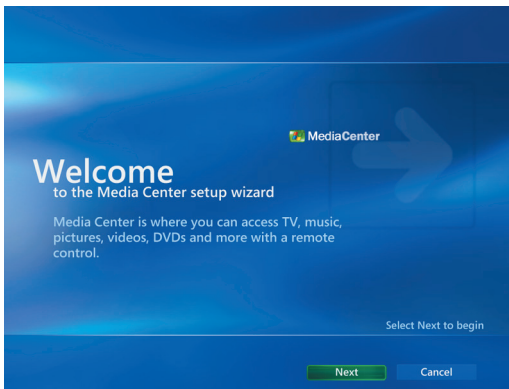 MediaCenter
Welcome
to the Media Center setup wizard
Media Center is where you can access TV, music,
pictures, videos, DVDs and more with a remote
control.
Select Next to begin
Next
Cancel